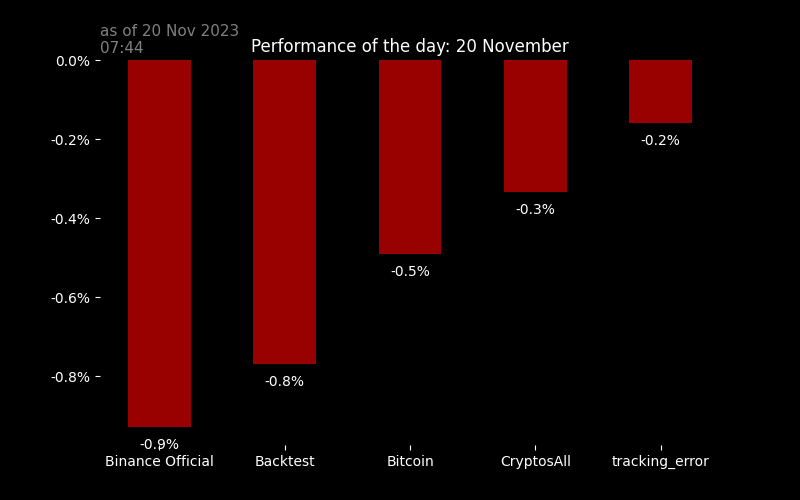 as of 20 Nov 2023
07:44
Performance of the day: 20 November
0.0%
-0.2%
-0.4%
-0.6%
-0.8%
-0.9%
-0.8%
-0.5%
-0.3%
-0.2%
Binance Official
Backtest
Bitcoin
CryptosAll
tracking_error